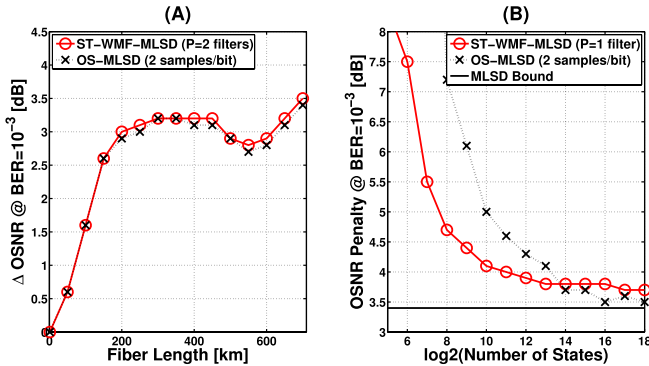 (A)
Δ OSNR @ BER=10⁻³ [dB]
4.5
4
3.5
3
2.5
2
1.5
1
0.5
0
0
0 200 400 600
Fiber Length [km]
ST-WMF-MLSD (P=2 filters)
OS-MLSD (2 samples/bit)
(B)
OSNR Penalty @ BER=10⁻³ [dB]
8
7.5
7
6.5
6
5.5
5
4.5
4
3.5
3
6 8 10 12 14 16 18
log2(Number of States)
ST-WMF-MLSD (P=1 filter)
OS-MLSD (2 samples/bit)
MLSD Bound